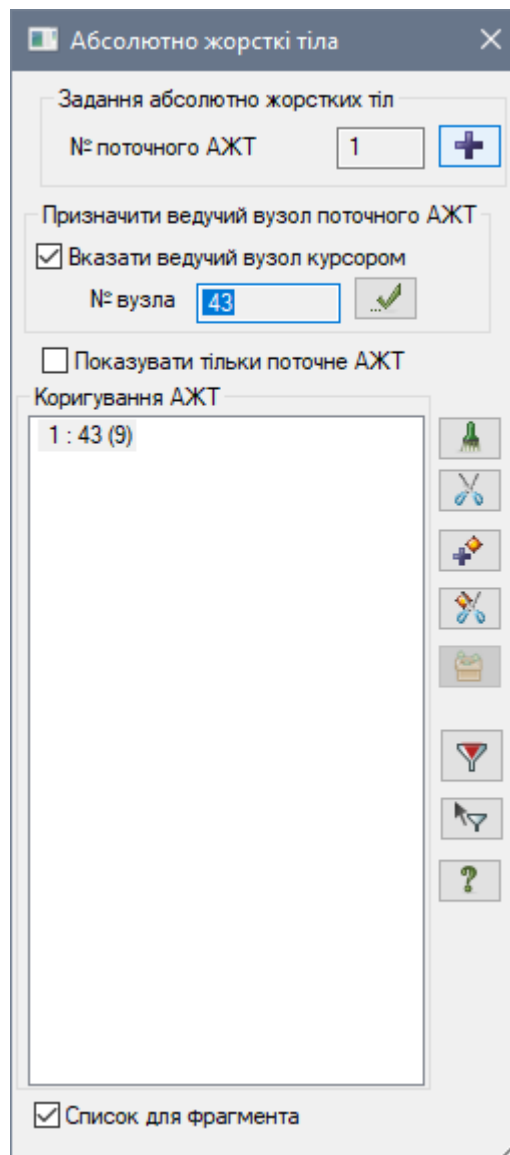 Абсолютно жорсткі тіла
Задання абсолютно жорстких тіл
№ поточного АЖТ 1
Призначити ведучий вузол поточного АЖТ
Вказати ведучий вузол курсором
№ вузла 43
Показувати тільки поточне АЖТ
Коригування АЖТ
1 : 43 (9)
Список для фрагмента